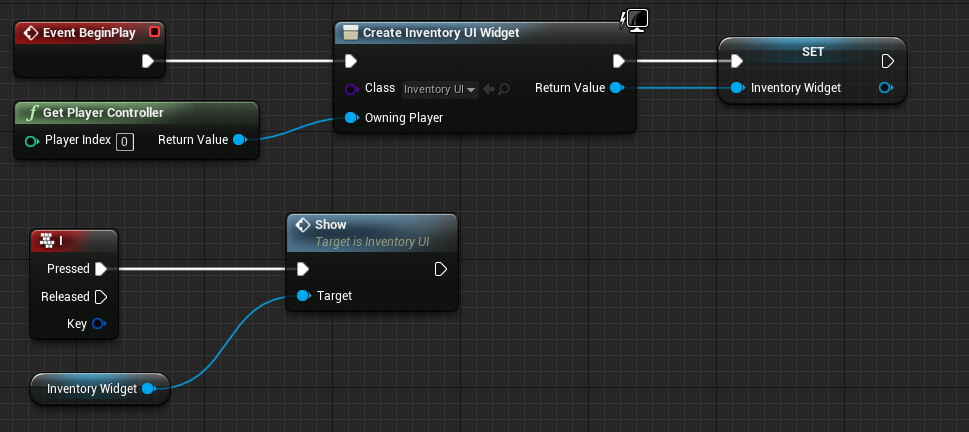 Event BeginPlay
Create Inventory UI Widget
SET
Class
Inventory UI
Return Value
Inventory Widget
Owning Player
f Get Player Controller
Player Index 0
Return Value
I
Pressed
Released
Key
Show
Target is Inventory UI
Target
Inventory Widget